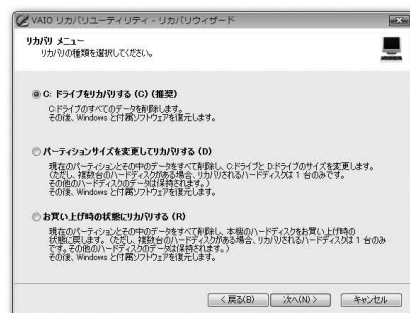 VAIO リカバリユーティリティ - リカバリウィザード
リカバリ メニュー
リカバリの種類を選択してください。
C: ドライブをリカバリする (C) (推奨)
C:ドライブのすべてのデータを削除します。
その後、Windows と付属ソフトウェアを復元します。
パーティションサイズを変更してリカバリする (D)
現在のパーティションとその中のデータをすべて削除し、C:ドライブと D:ドライブのサイズを変更します。
(ただし、複数台のハードディスクがある場合、リカバリされるハードディスクは 1 台のみです。
その他のハードディスクのデータは保持されます。)
その後、Windows と付属ソフトウェアを復元します。
お買い上げ時の状態にリカバリする (R)
現在のパーティションとその中のデータをすべて削除し、本機のハードディスクをお買い上げ時の
状態に戻します。(ただし、複数台のハードディスクがある場合、リカバリされるハードディスクは 1 台のみ
です。その他のハードディスクのデータは保持されます。)
その後、Windows と付属ソフトウェアを復元します。
< 戻る(B) 次へ(N) > キャンセル